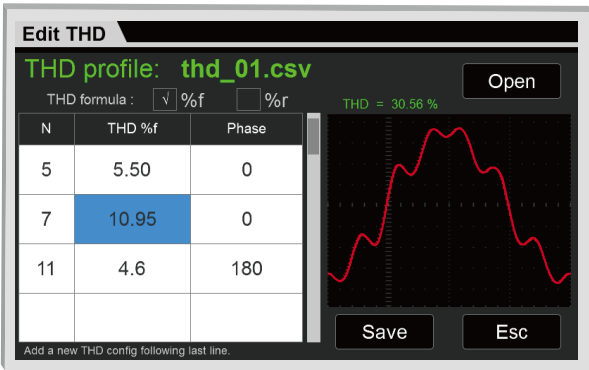 Edit THD
THD profile: thd_01.csv
Open
THD formula : √ %f %r
THD = 30.56 %
N THD %f Phase
5 5.50 0
7 10.95 0
11 4.6 180
Save Esc
Add a new THD config following last line.